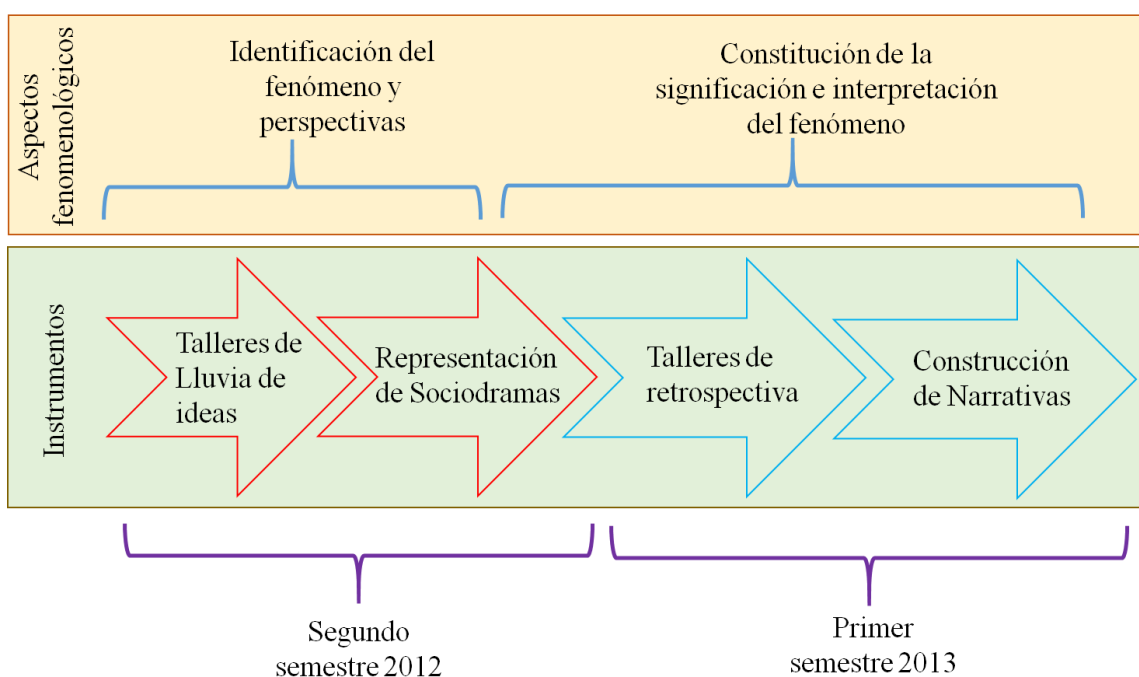 Aspectos
fenomenológicos
Identificación del
fenómeno y
perspectivas
Constitución de la
significación e interpretación
del fenómeno
Instrumentos
Talleres de
Lluvia de
ideas
Representación
de Sociodramas
Talleres de
retrospectiva
Construcción
de Narrativas
Segundo
semestre 2012
Primer
semestre 2013